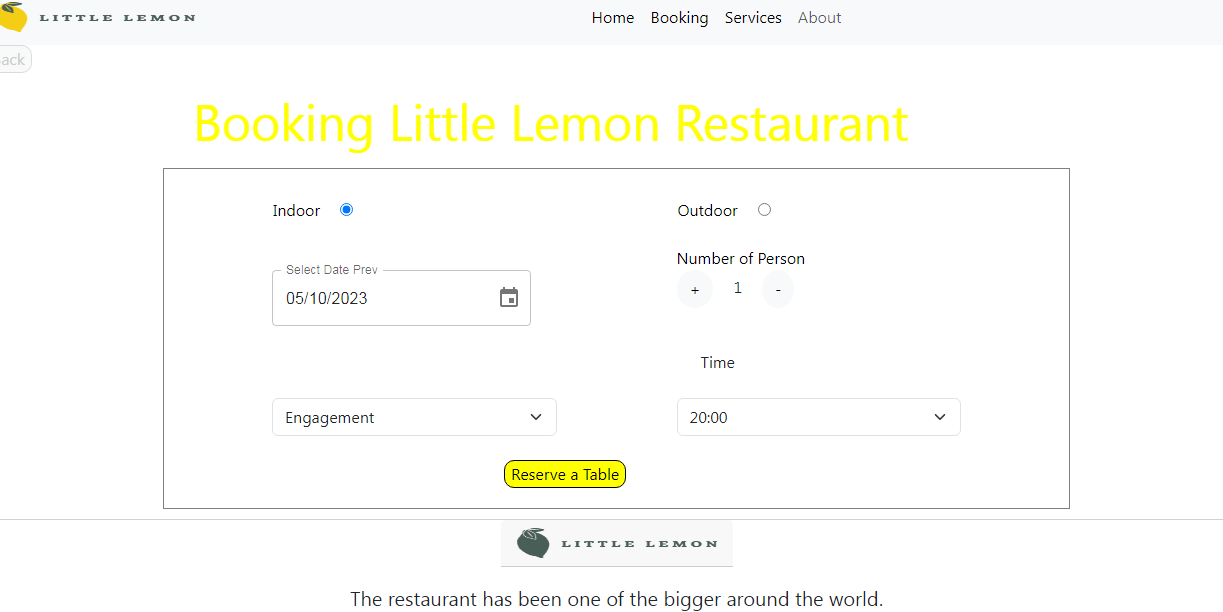 LITTLE LEMON
Home Booking Services About
ack
Booking Little Lemon Restaurant
Indoor
Outdoor
Select Date Prev
05/10/2023
Number of Person
+ 1 -
Time
Engagement
20:00
Reserve a Table
LITTLE LEMON
The restaurant has been one of the bigger around the world.